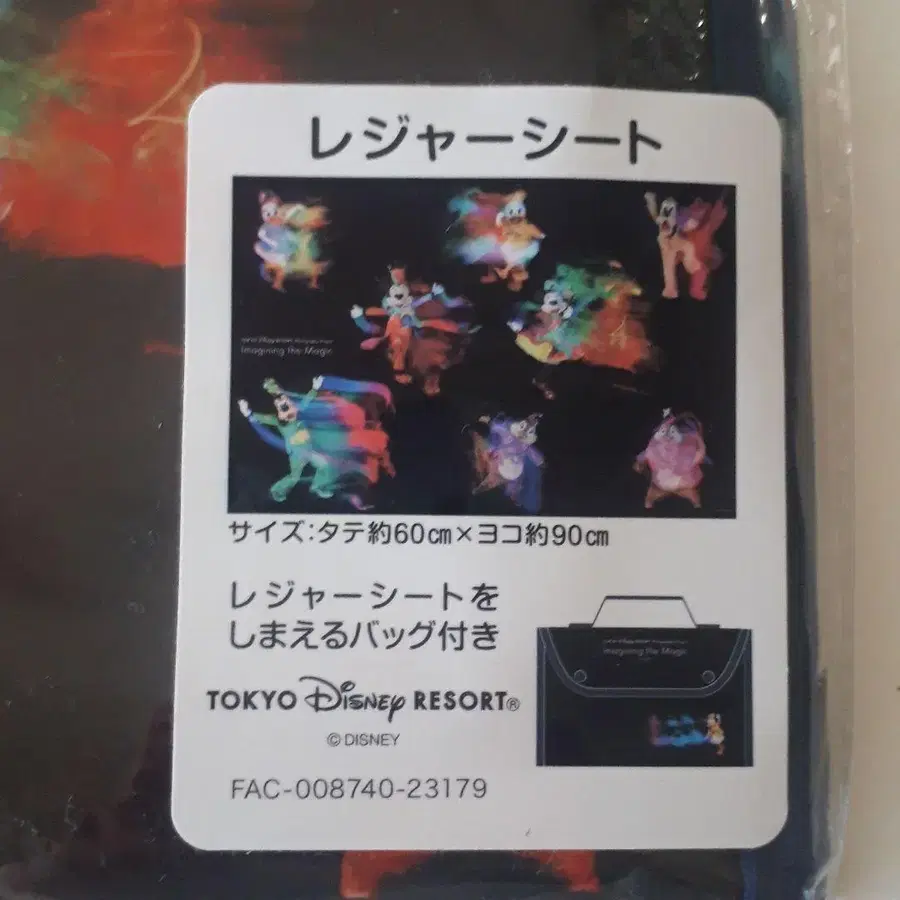 レジャーシート
Imagining the Magic
サイズ:タテ約60㎝×ヨコ約90㎝
レジャーシートを
しまえるバッグ付き
Imagining the Magic
TOKYO Disney RESORT®
©DISNEY
FAC-008740-23179